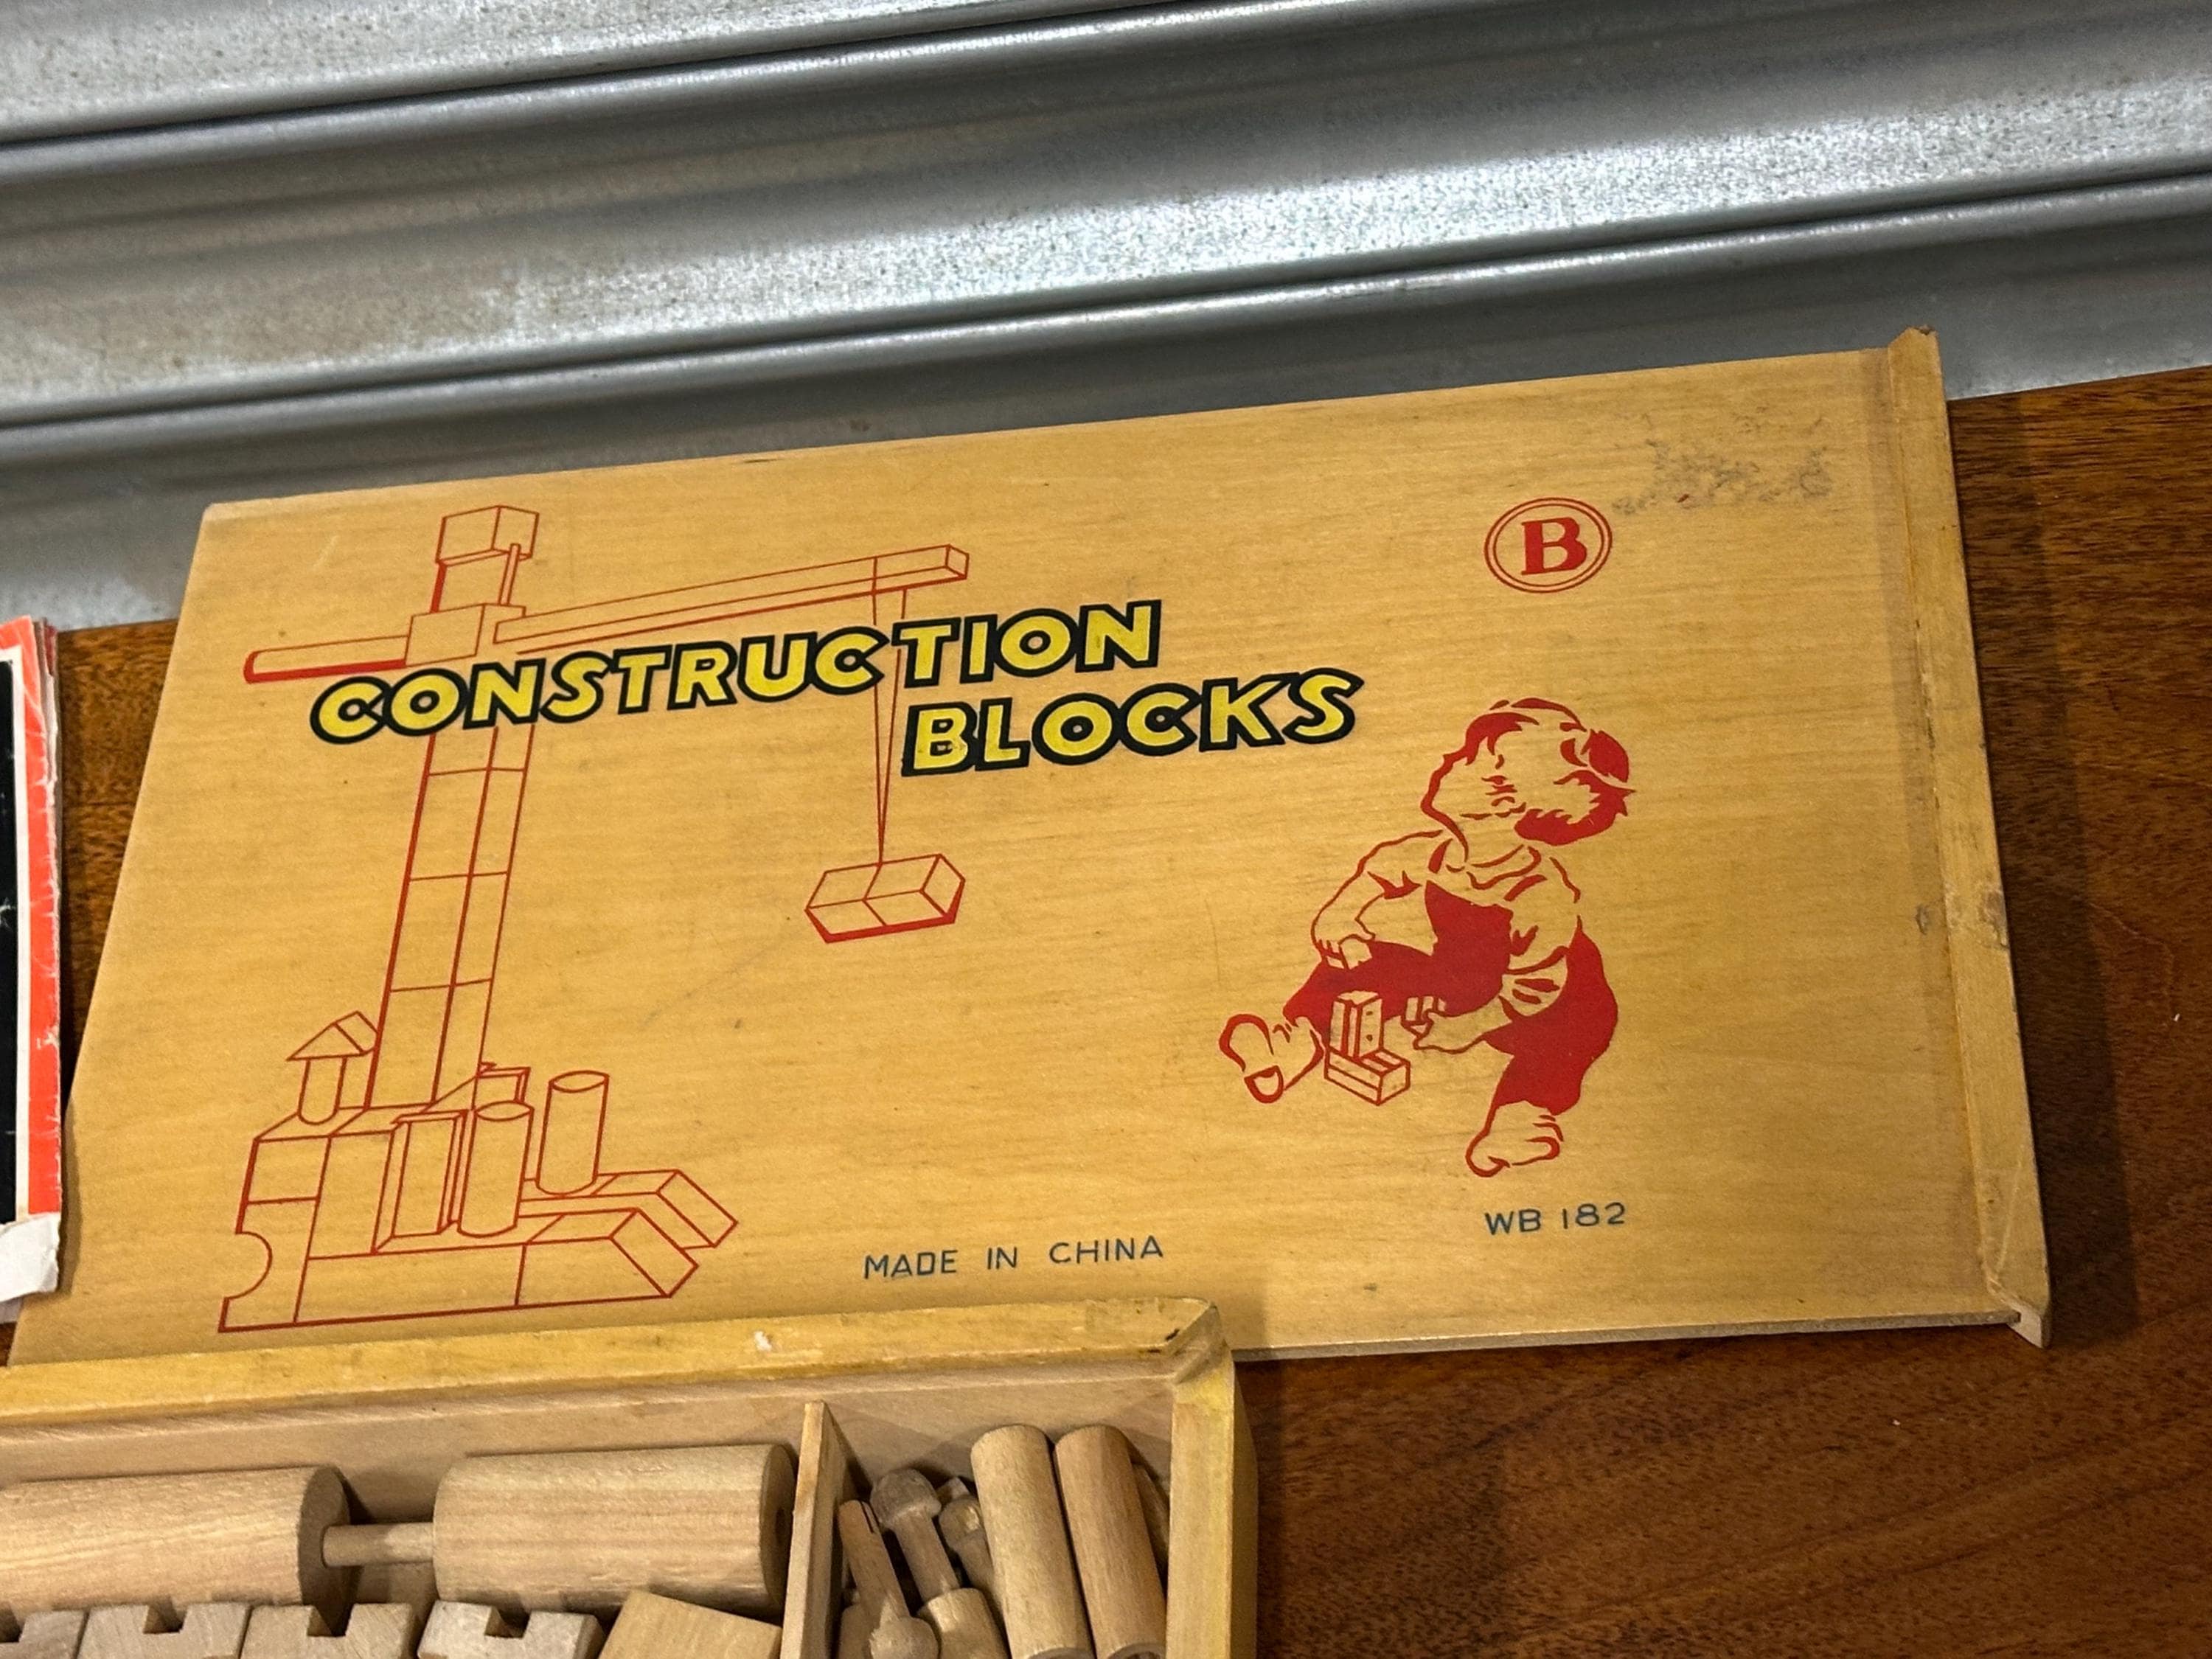 B
CONSTRUCTION
BLOCKS
WB 182
MADE IN CHINA